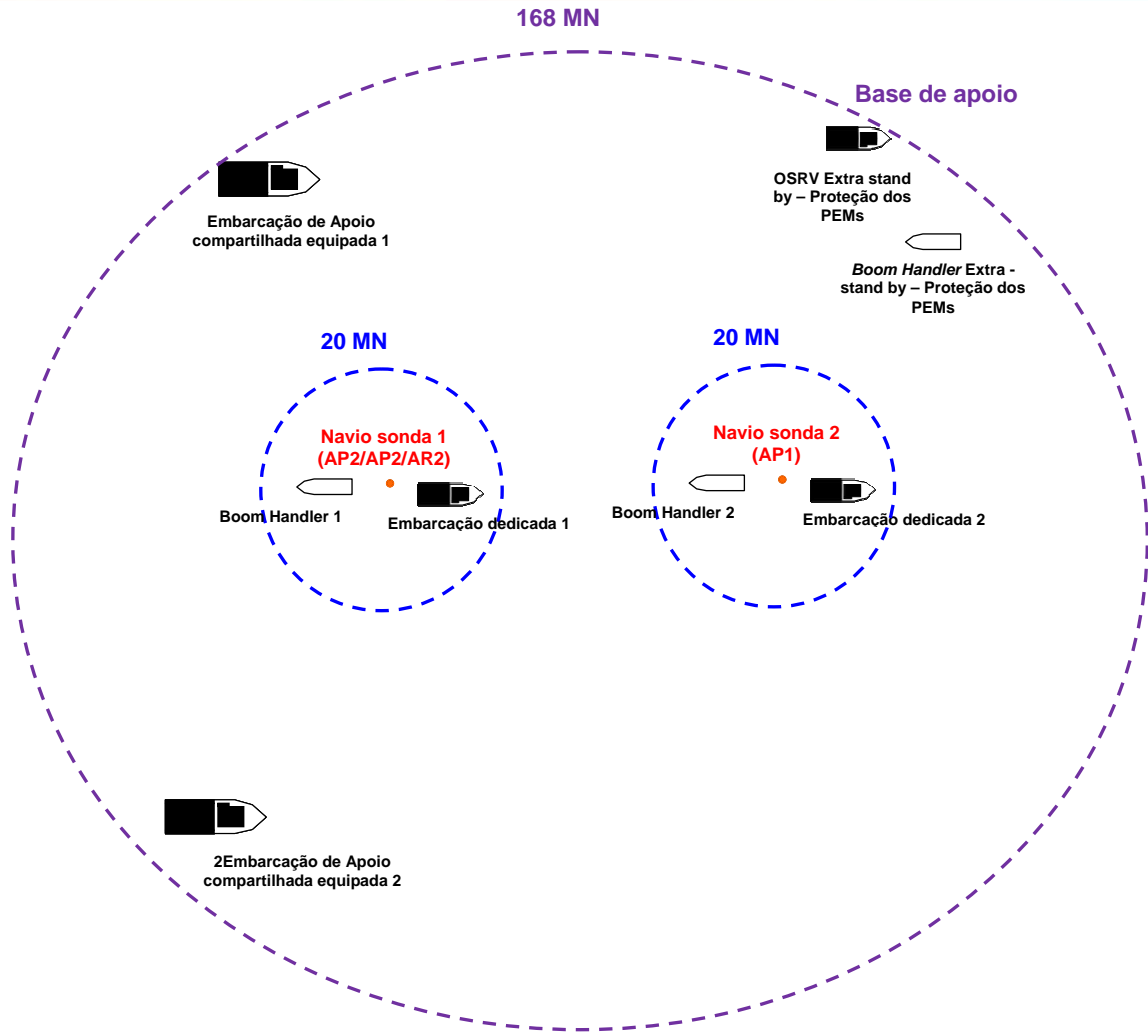 168 MN
Base de apoio
OSRV Extra stand
by – Proteção dos
PEMs
Embarcação de Apoio
compartilhada equipada 1
Boom Handler Extra -
stand by – Proteção dos
PEMs
20 MN
20 MN
Navio sonda 1
(AP2/AP2/AR2)
Navio sonda 2
(AP1)
Boom Handler 1
Embarcação dedicada 1
Boom Handler 2
Embarcação dedicada 2
2Embarcação de Apoio
compartilhada equipada 2